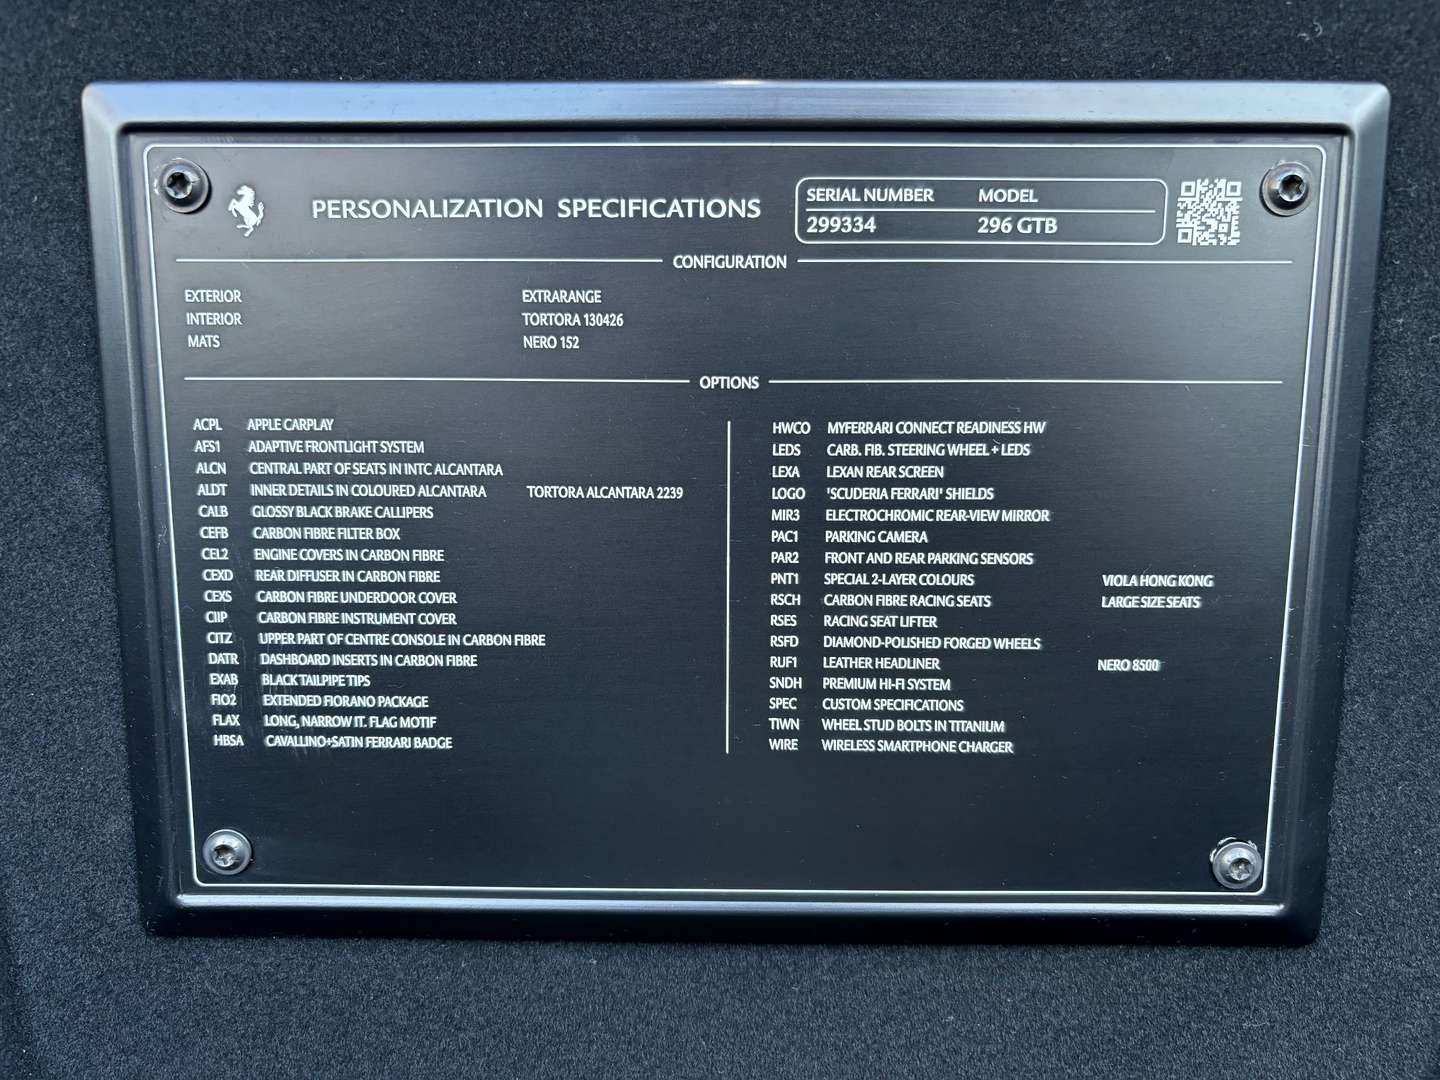 PERSONALIZATION SPECIFICATIONS
SERIAL NUMBER MODEL
299334 296 GTB
CONFIGURATION
EXTERIOR EXTRARANGE
INTERIOR TORTORA 130426
MATS NERO 152
OPTIONS
ACPL APPLE CARPLAY
AFS1 ADAPTIVE FRONTLIGHT SYSTEM
ALCN CENTRAL PART OF SEATS IN INTC ALCANTARA
ALDT INNER DETAILS IN COLOURED ALCANTARA TORTORA ALCANTARA 2239
CALB GLOSSY BLACK BRAKE CALLIPERS
CEFB CARBON FIBRE FILTER BOX
CEL2 ENGINE COVERS IN CARBON FIBRE
CEXD REAR DIFFUSER IN CARBON FIBRE
CEXS CARBON FIBRE UNDERDOOR COVER
CIIP CARBON FIBRE INSTRUMENT COVER
CITZ UPPER PART OF CENTRE CONSOLE IN CARBON FIBRE
DATR DASHBOARD INSERTS IN CARBON FIBRE
EXAB BLACK TAILPIPE TIPS
FIO2 EXTENDED FIORANO PACKAGE
FLAX LONG, NARROW IT. FLAG MOTIF
HBSA CAVALLINO+SATIN FERRARI BADGE
HWCO MYFERRARI CONNECT READINESS HW
LEDS CARB. FIB. STEERING WHEEL + LEDS
LEXA LEXAN REAR SCREEN
LOGO 'SCUDERIA FERRARI' SHIELDS
MIR3 ELECTROCHROMIC REAR-VIEW MIRROR
PAC1 PARKING CAMERA
PAR2 FRONT AND REAR PARKING SENSORS
PNT1 SPECIAL 2-LAYER COLOURS VIOLA HONG KONG
RSCH CARBON FIBRE RACING SEATS LARGE SIZE SEATS
RSES RACING SEAT LIFTER
RSFD DIAMOND-POLISHED FORGED WHEELS
RUF1 LEATHER HEADLINER NERO 8500
SNDH PREMIUM HI-FI SYSTEM
SPEC CUSTOM SPECIFICATIONS
TIWN WHEEL STUD BOLTS IN TITANIUM
WIRE WIRELESS SMARTPHONE CHARGER